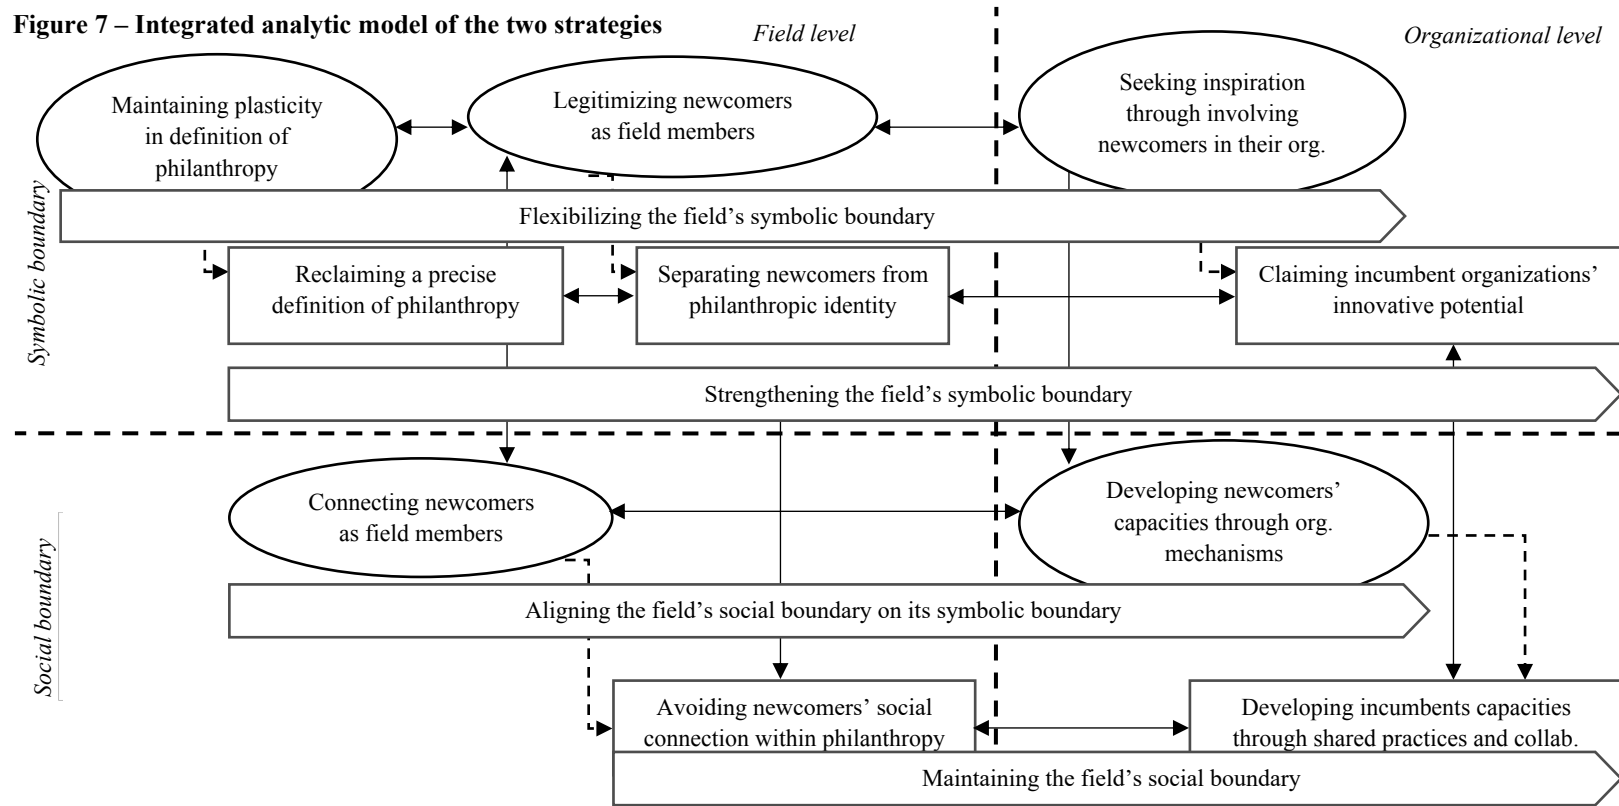 Figure 7 – Integrated analytic model of the two strategies
Field level
Organizational level
Maintaining plasticity
in definition of
philanthropy
Legitimizing newcomers
as field members
Seeking inspiration
through involving
newcomers in their org.
Symbolic boundary
Flexibilizing the field’s symbolic boundary
Reclaiming a precise
definition of philanthropy
Separating newcomers from
philanthropic identity
Claiming incumbent organizations’
innovative potential
Strengthening the field’s symbolic boundary
Social boundary
Connecting newcomers
as field members
Developing newcomers’
capacities through org.
mechanisms
Aligning the field’s social boundary on its symbolic boundary
Avoiding newcomers’ social
connection within philanthropy
Developing incumbents capacities
through shared practices and collab.
Maintaining the field’s social boundary